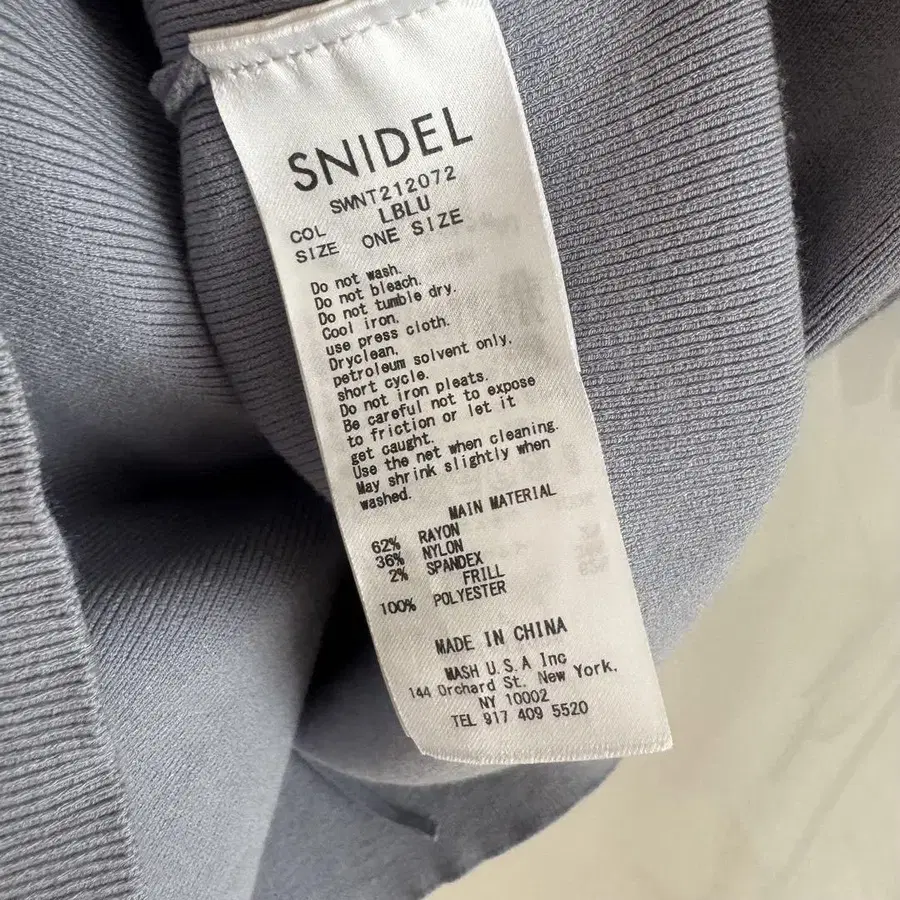 SNIDEL
SWNT212072
COL LBLU
SIZE ONE SIZE
Do not wash.
Do not bleach.
Do not tumble dry.
Cool iron.
use press cloth.
Dryclean.
petroleum solvent only.
short cycle.
Do not iron pleats.
Be careful not to expose
to friction or let it
get caught.
Use the net when cleaning.
May shrink slightly when
washed.
MAIN MATERIAL
62% RAYON
36% NYLON
2% SPANDEX
FRILL
100% POLYESTER
MADE IN CHINA
MASH U.S.A Inc
144 Orchard St. New York,
NY 10002
TEL 917 409 5520